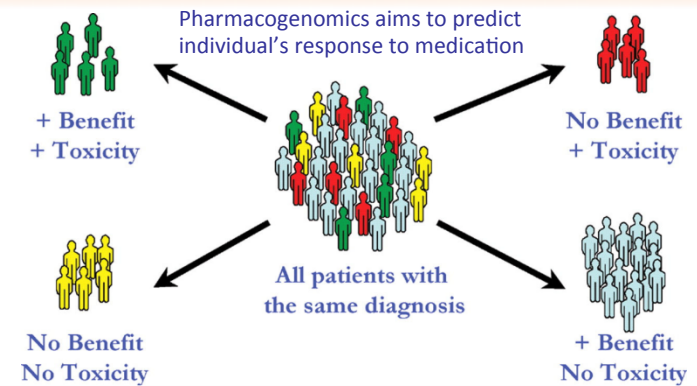 Pharmacogenomics aims to predict
individual's response to medication
+ Benefit
+ Toxicity
No Benefit
+ Toxicity
All patients with
the same diagnosis
No Benefit
No Toxicity
+ Benefit
No Toxicity